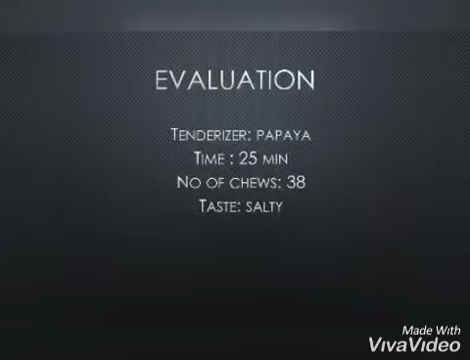 EVALUATION
TENDERIZER: PAPAYA
TIME : 25 MIN
NO OF CHEWS: 38
TASTE: SALTY
Made With
VivaVideo